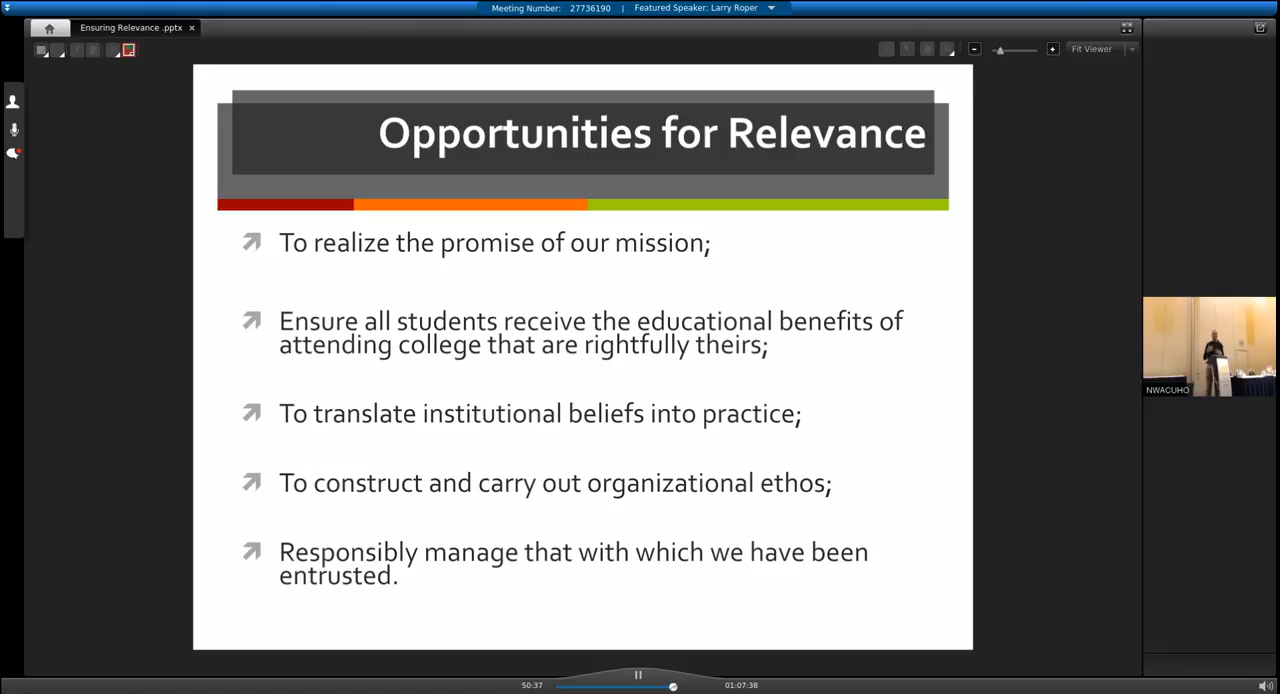 Meeting Number: 27736190 | Featured Speaker: Larry Roper
Ensuring Relevance .pptx ×
Fit Viewer
Opportunities for Relevance
To realize the promise of our mission;
Ensure all students receive the educational benefits of
attending college that are rightfully theirs;
To translate institutional beliefs into practice;
To construct and carry out organizational ethos;
Responsibly manage that with which we have been
entrusted.
NWACUHO
50:37
01:07:38